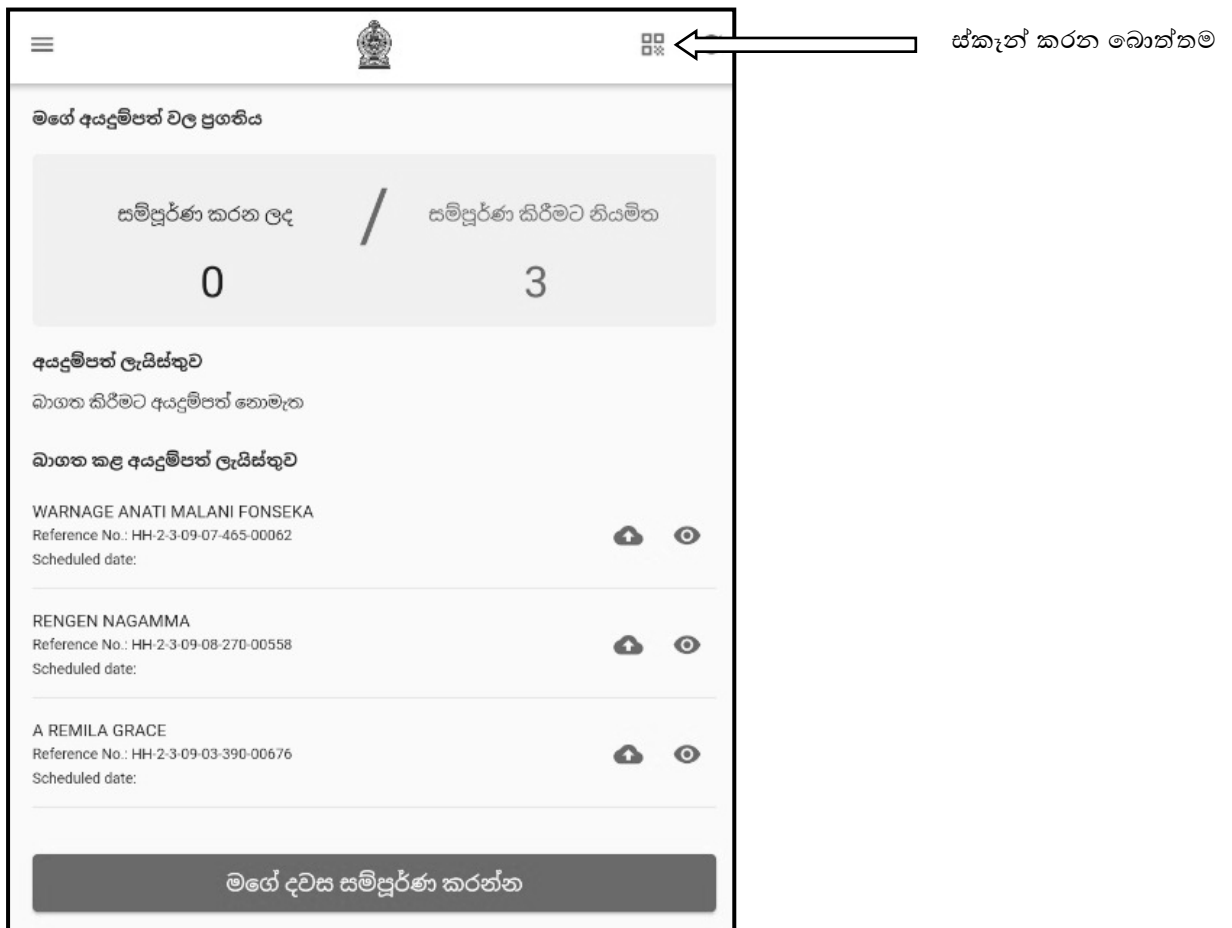 ස්කෑන් කරන බොත්තම
මගේ අයදුම්පත් වල ප්‍රගතිය
සම්පූර්ණ කරන ලද / සම්පූර්ණ කිරීමට නියමිත
0 3
අයදුම්පත් ලැයිස්තුව
බාගත කිරීමට අයදුම්පත් නොමැත
බාගත කළ අයදුම්පත් ලැයිස්තුව
WARNAGE ANATI MALANI FONSEKA
Reference No.: HH-2-3-09-07-465-00062
Scheduled date:
RENGEN NAGAMMA
Reference No.: HH-2-3-09-08-270-00558
Scheduled date:
A REMILA GRACE
Reference No.: HH-2-3-09-03-390-00676
Scheduled date:
මගේ දවස සම්පූර්ණ කරන්න